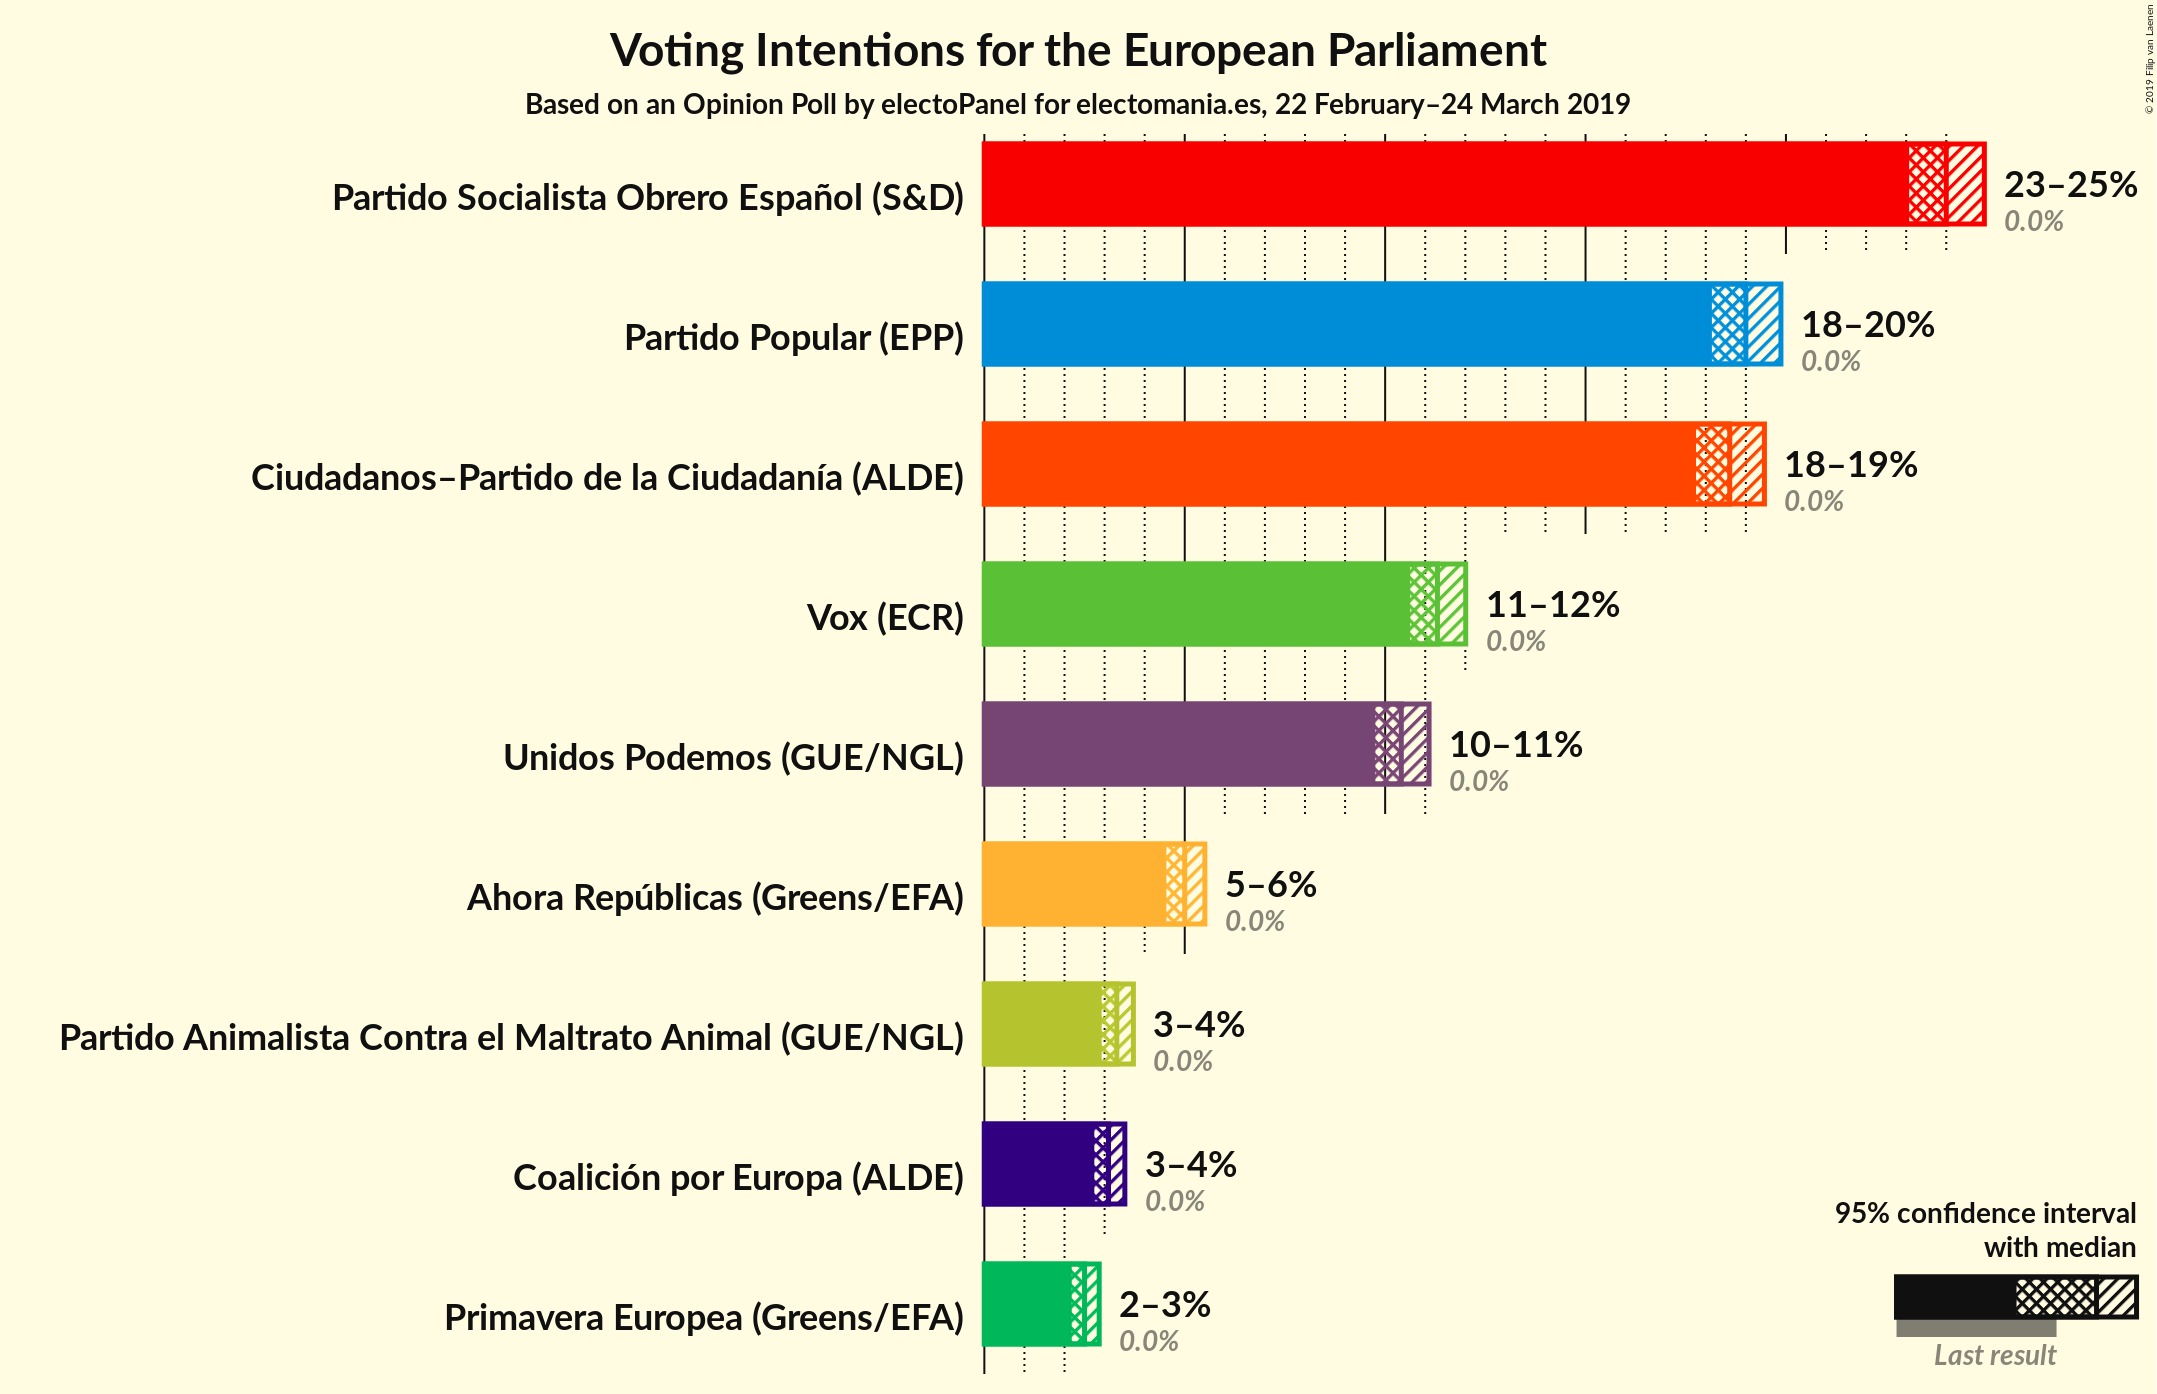 Voting Intentions for the European Parliament
Based on an Opinion Poll by electoPanel for electomania.es, 22 February–24 March 2019
© 2019 Filip van Laenen
Partido Socialista Obrero Español (S&D)
23–25%
0.0%
Partido Popular (EPP)
18–20%
0.0%
Ciudadanos–Partido de la Ciudadanía (ALDE)
18–19%
0.0%
Vox (ECR)
11–12%
0.0%
Unidos Podemos (GUE/NGL)
10–11%
0.0%
Ahora Repúblicas (Greens/EFA)
5–6%
0.0%
Partido Animalista Contra el Maltrato Animal (GUE/NGL)
3–4%
0.0%
Coalición por Europa (ALDE)
3–4%
0.0%
Primavera Europea (Greens/EFA)
2–3%
0.0%
95% confidence interval
with median
Last result